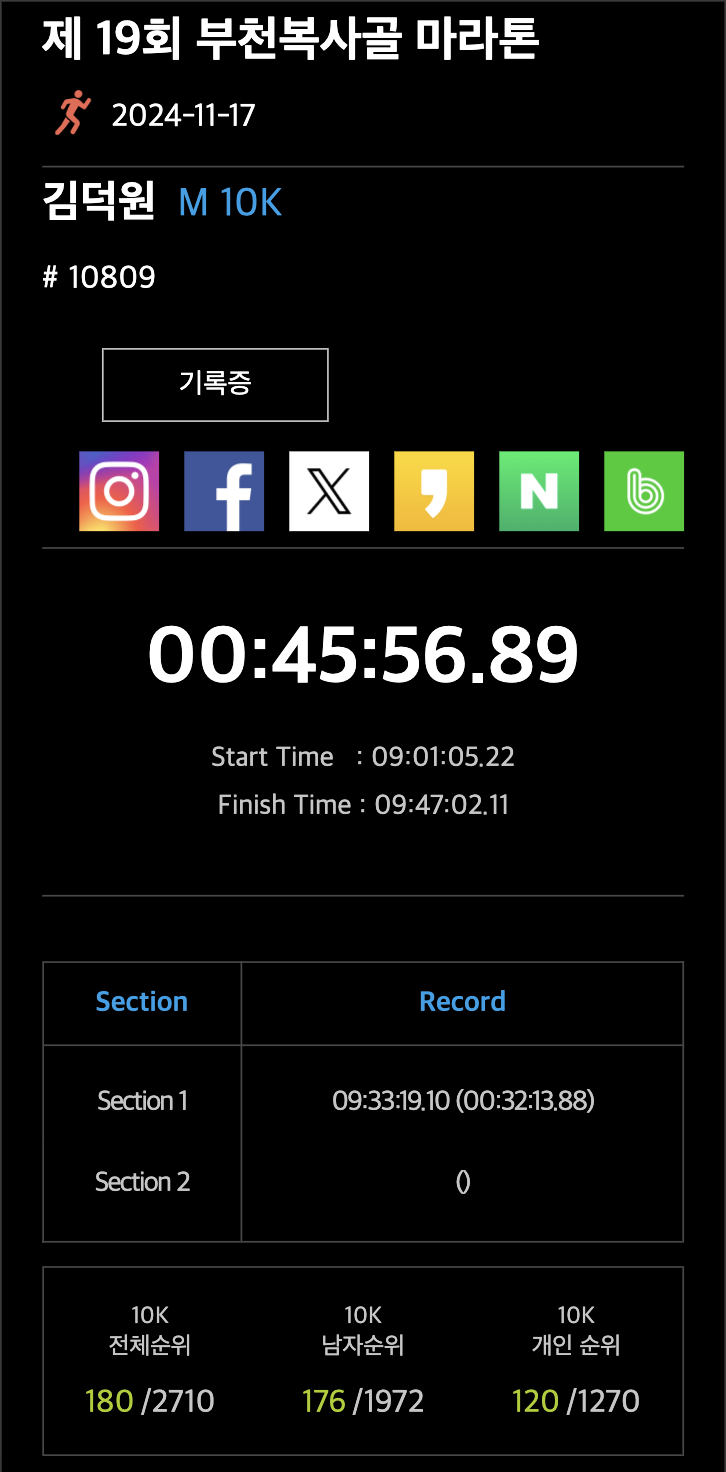 제 19회 부천복사골 마라톤
2024-11-17
김덕원 M 10K
# 10809
기록증
00:45:56.89
Start Time : 09:01:05.22
Finish Time : 09:47:02.11
Section Record
Section 1 09:33:19.10 (00:32:13.88)
Section 2 ()
10K 10K 10K
전체순위 남자순위 개인 순위
180 /2710 176 /1972 120 /1270